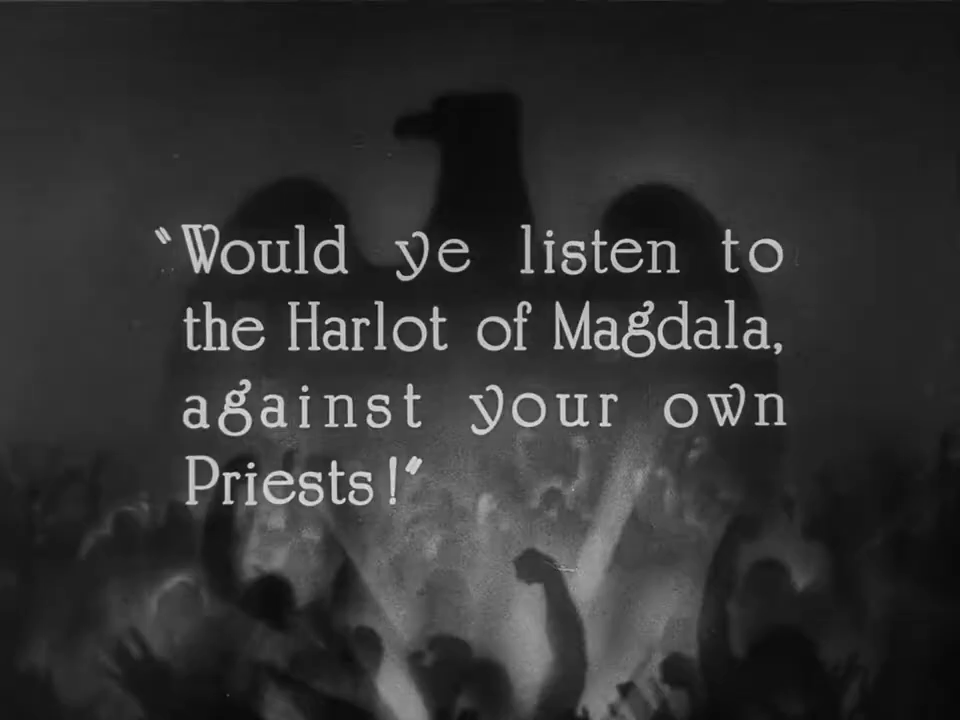 “Would ye listen to
the Harlot of Magdala,
against your own
Priests!”